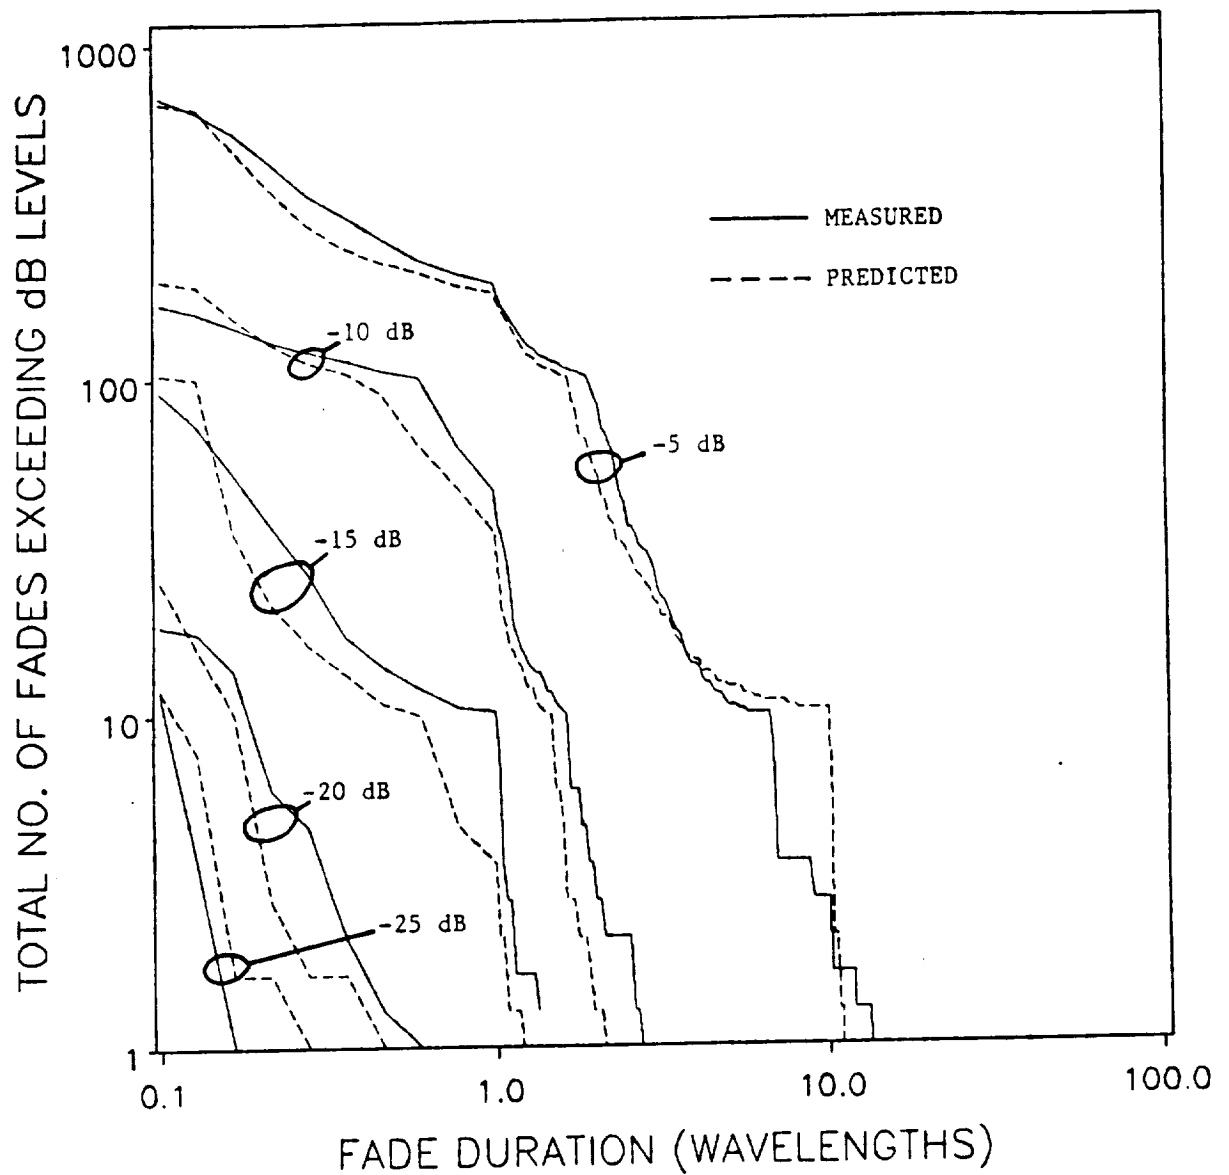 TOTAL NO. OF FADES EXCEEDING dB LEVELS
1000
100
10
1
MEASURED
PREDICTED
-10 dB
-5 dB
-15 dB
-20 dB
-25 dB
0.1
1.0
10.0
100.0
FADE DURATION (WAVELENGTHS)